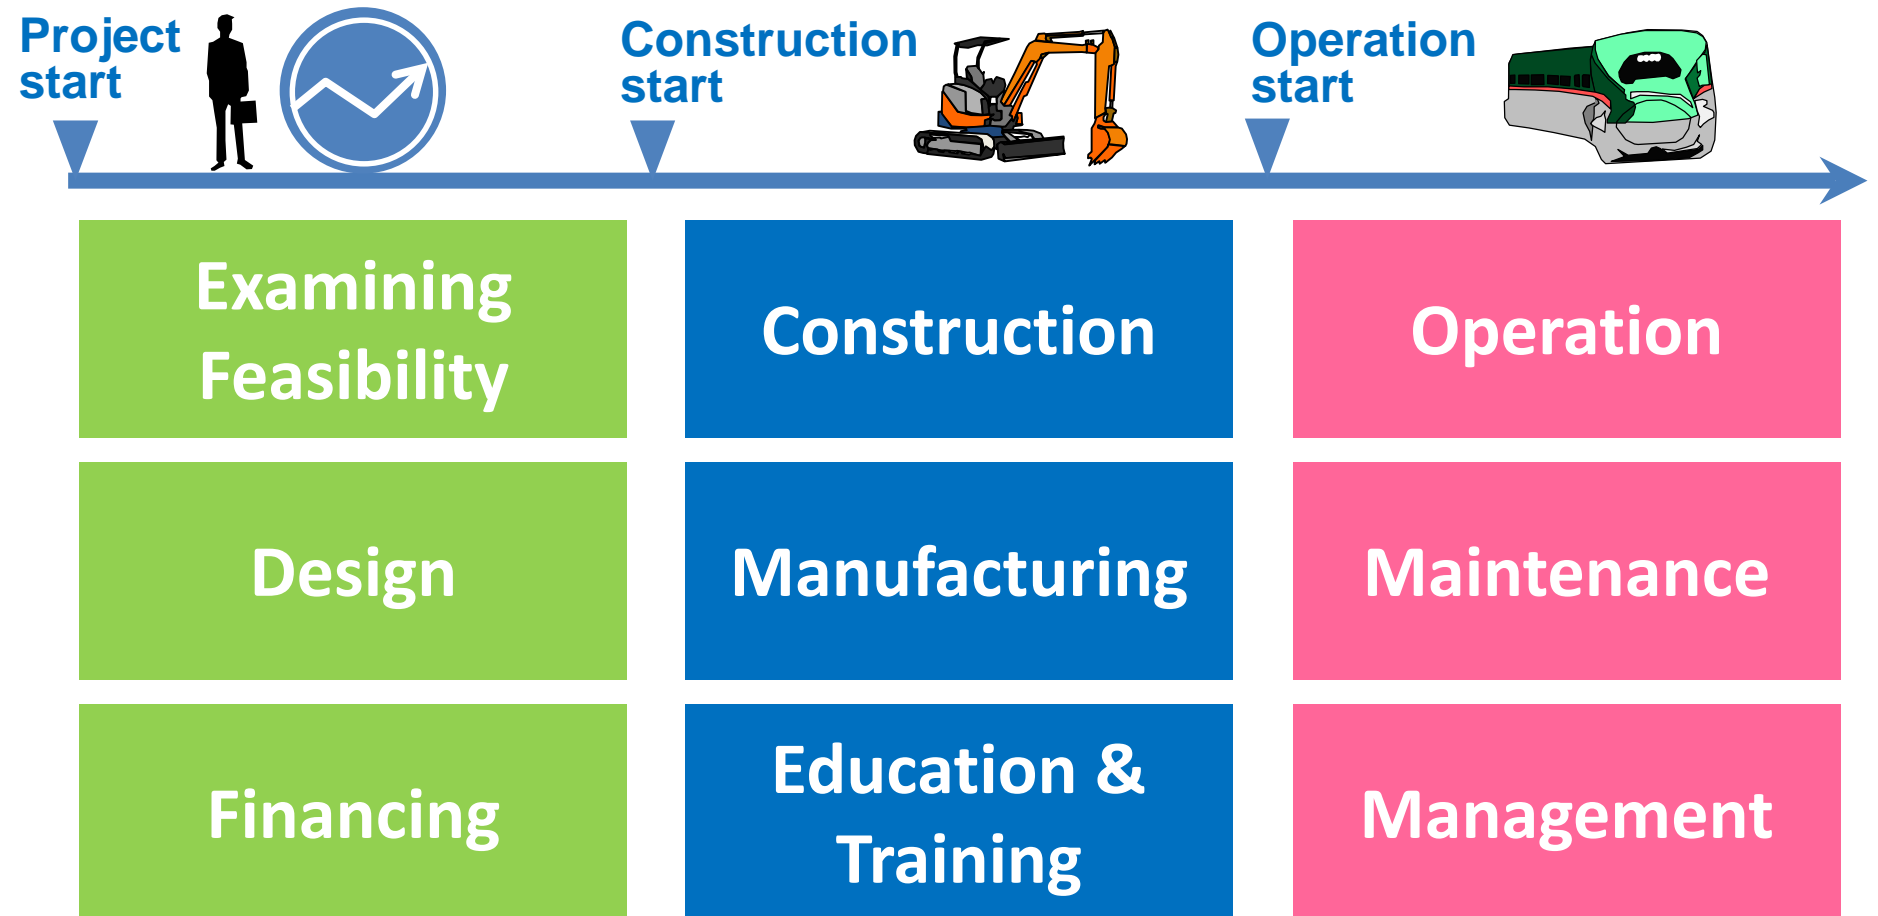 Project
start
Construction
start
Operation
start
Examining
Feasibility
Construction
Operation
Design
Manufacturing
Maintenance
Financing
Education &
Training
Management